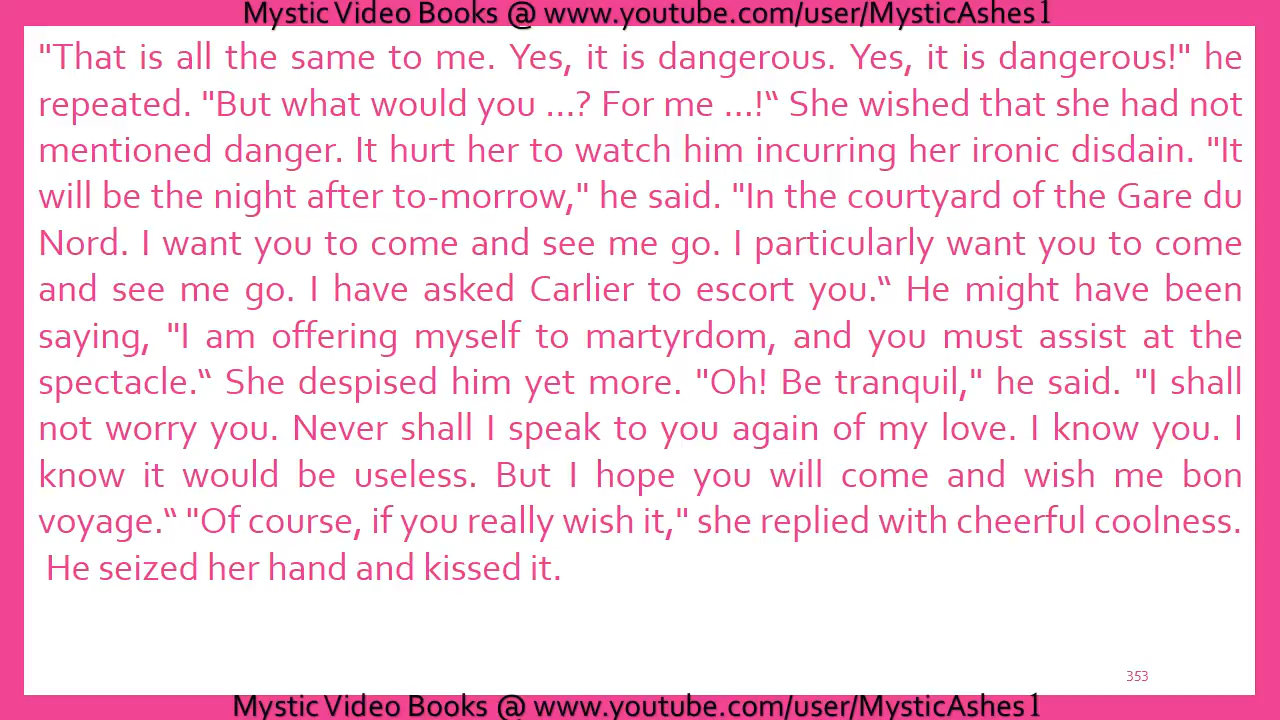 Mystic Video Books @ www.youtube.com/user/MysticAshes1
"That is all the same to me. Yes, it is dangerous. Yes, it is dangerous!" he
repeated. "But what would you ...? For me ...!“ She wished that she had not
mentioned danger. It hurt her to watch him incurring her ironic disdain. "It
will be the night after to-morrow," he said. "In the courtyard of the Gare du
Nord. I want you to come and see me go. I particularly want you to come
and see me go. I have asked Carlier to escort you.“ He might have been
saying, "I am offering myself to martyrdom, and you must assist at the
spectacle.“ She despised him yet more. "Oh! Be tranquil," he said. "I shall
not worry you. Never shall I speak to you again of my love. I know you. I
know it would be useless. But I hope you will come and wish me bon
voyage.“ "Of course, if you really wish it," she replied with cheerful coolness.
He seized her hand and kissed it.
353
Mystic Video Books @ www.youtube.com/user/MysticAshes1